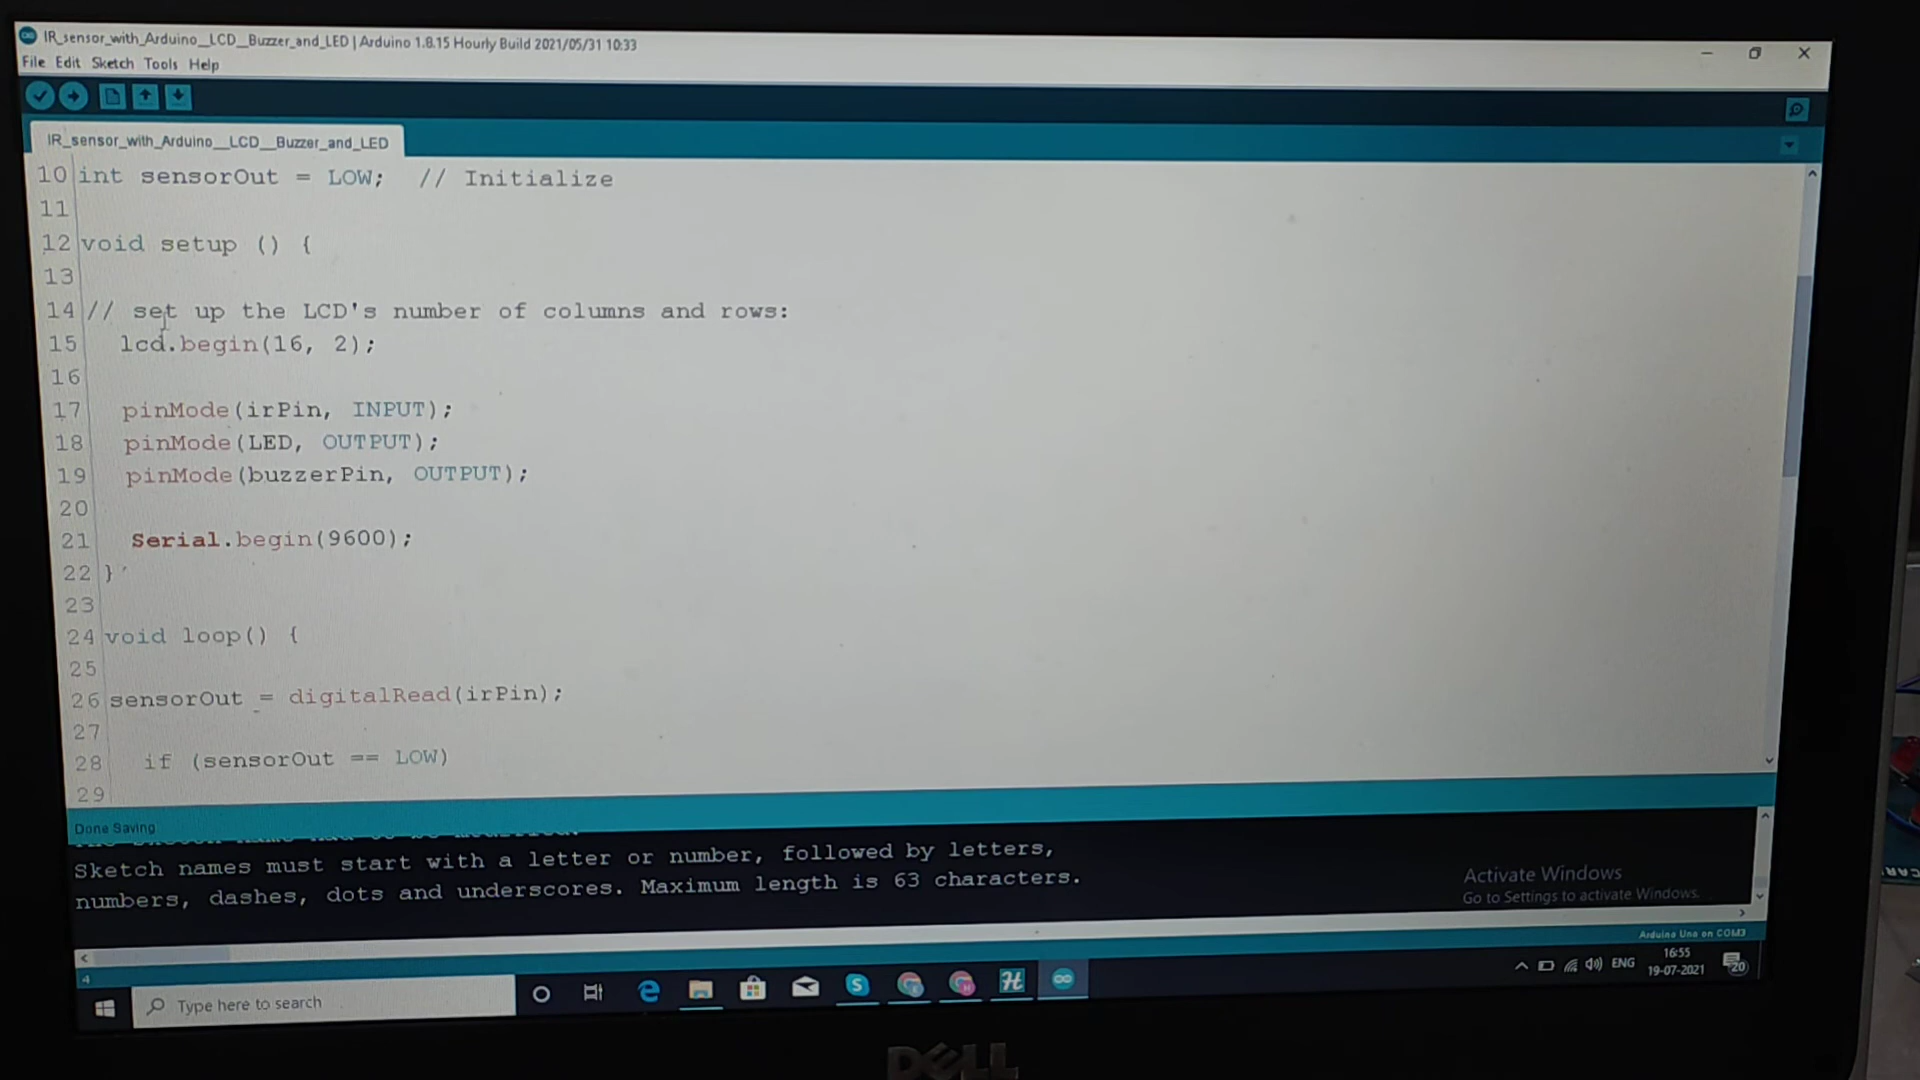 IR_sensor_with_Arduino__LCD__Buzzer_and_LED | Arduino 1.8.15 Hourly Build 2021/05/31 10:33
File Edit Sketch Tools Help
IR_sensor_with_Arduino__LCD__Buzzer_and_LED
10 int sensorOut = LOW; // Initialize
11
12 void setup () {
13
14 // set up the LCD's number of columns and rows:
15 lcd.begin(16, 2);
16
17 pinMode(irPin, INPUT);
18 pinMode(LED, OUTPUT);
19 pinMode(buzzerPin, OUTPUT);
20
21 Serial.begin(9600);
22 }
23
24 void loop() {
25
26 sensorOut = digitalRead(irPin);
27
28 if (sensorOut == LOW)
29
Done Saving
Sketch names must start with a letter or number, followed by letters,
numbers, dashes, dots and underscores. Maximum length is 63 characters.
Activate Windows
Go to Settings to activate Windows.
4
Arduino Uno on COM3
Type here to search
ENG
16:55
19-07-2021
20
DELL